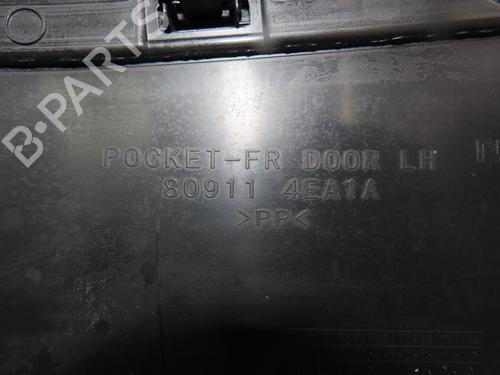 B-PARTS
POCKET-FR DOOR LH
80911 4EA1A
>PP<